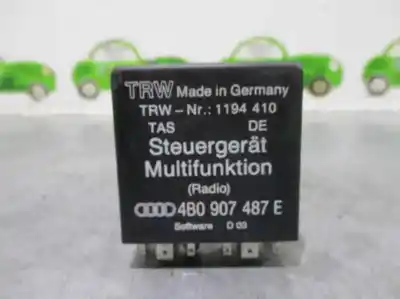 TRW Made in Germany
TRW-Nr.: 1194 410
TAS DE
Steuergerät
Multifunktion
(Radio)
4B0 907 487 E
Software D 03